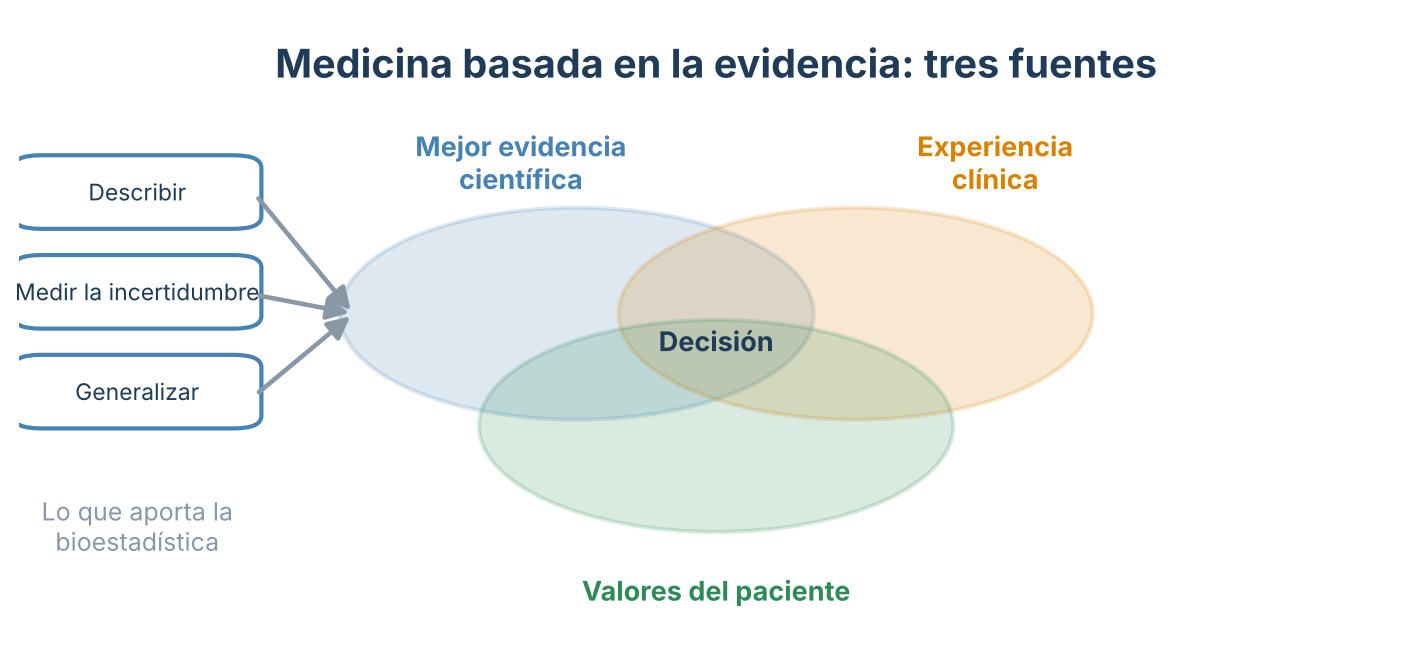 Medicina basada en la evidencia: tres fuentes
Mejor evidencia
científica
Experiencia
clínica
Describir
Medir la incertidumbre
Generalizar
Decisión
Lo que aporta la
bioestadística
Valores del paciente